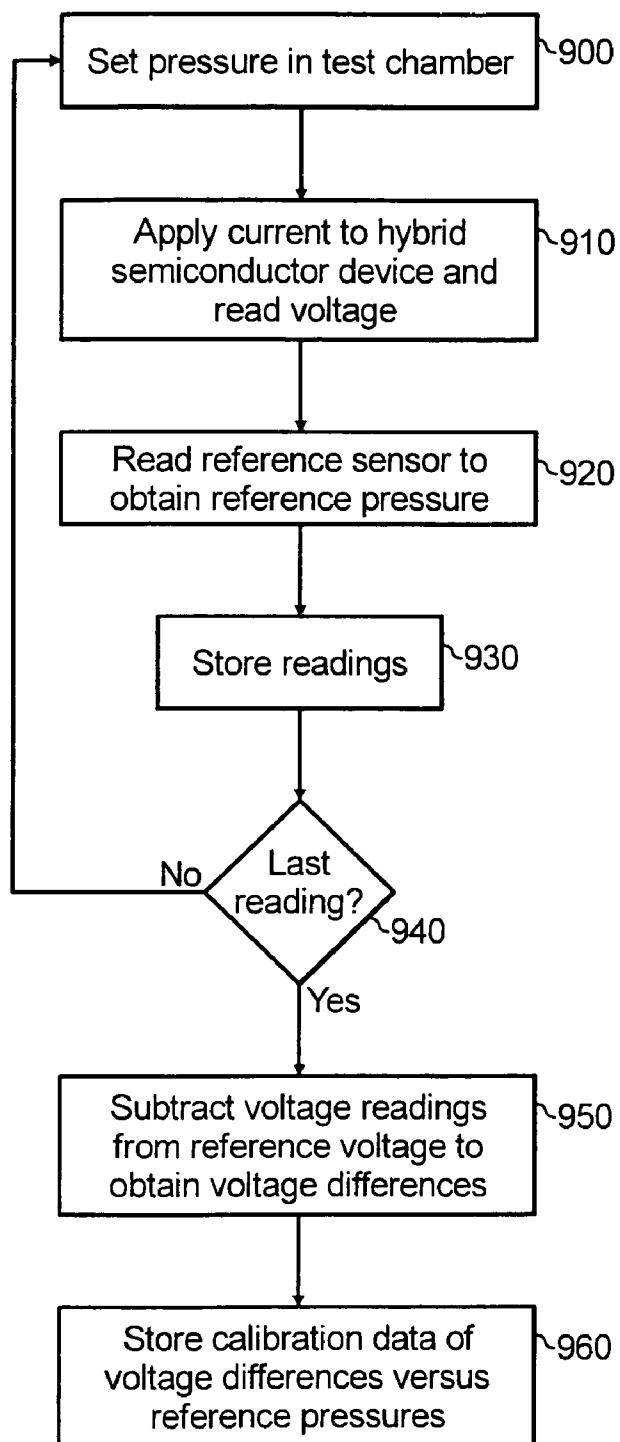 Set pressure in test chamber
900
Apply current to hybrid
semiconductor device and
read voltage
910
Read reference sensor to
obtain reference pressure
920
Store readings
930
Last
reading?
940
No
Yes
Subtract voltage readings
from reference voltage to
obtain voltage differences
950
Store calibration data of
voltage differences versus
reference pressures
960